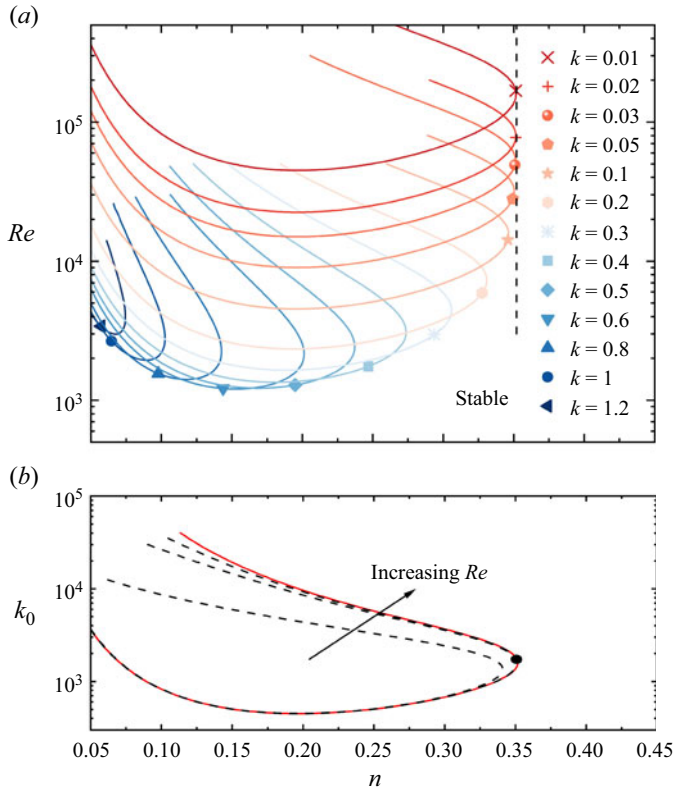 (a)
Re
10^5
10^4
10^3
k = 0.01
k = 0.02
k = 0.03
k = 0.05
k = 0.1
k = 0.2
k = 0.3
k = 0.4
k = 0.5
k = 0.6
k = 0.8
k = 1
k = 1.2
Stable
(b)
k_0
10^5
10^4
10^3
Increasing Re
0.05 0.10 0.15 0.20 0.25 0.30 0.35 0.40 0.45
n